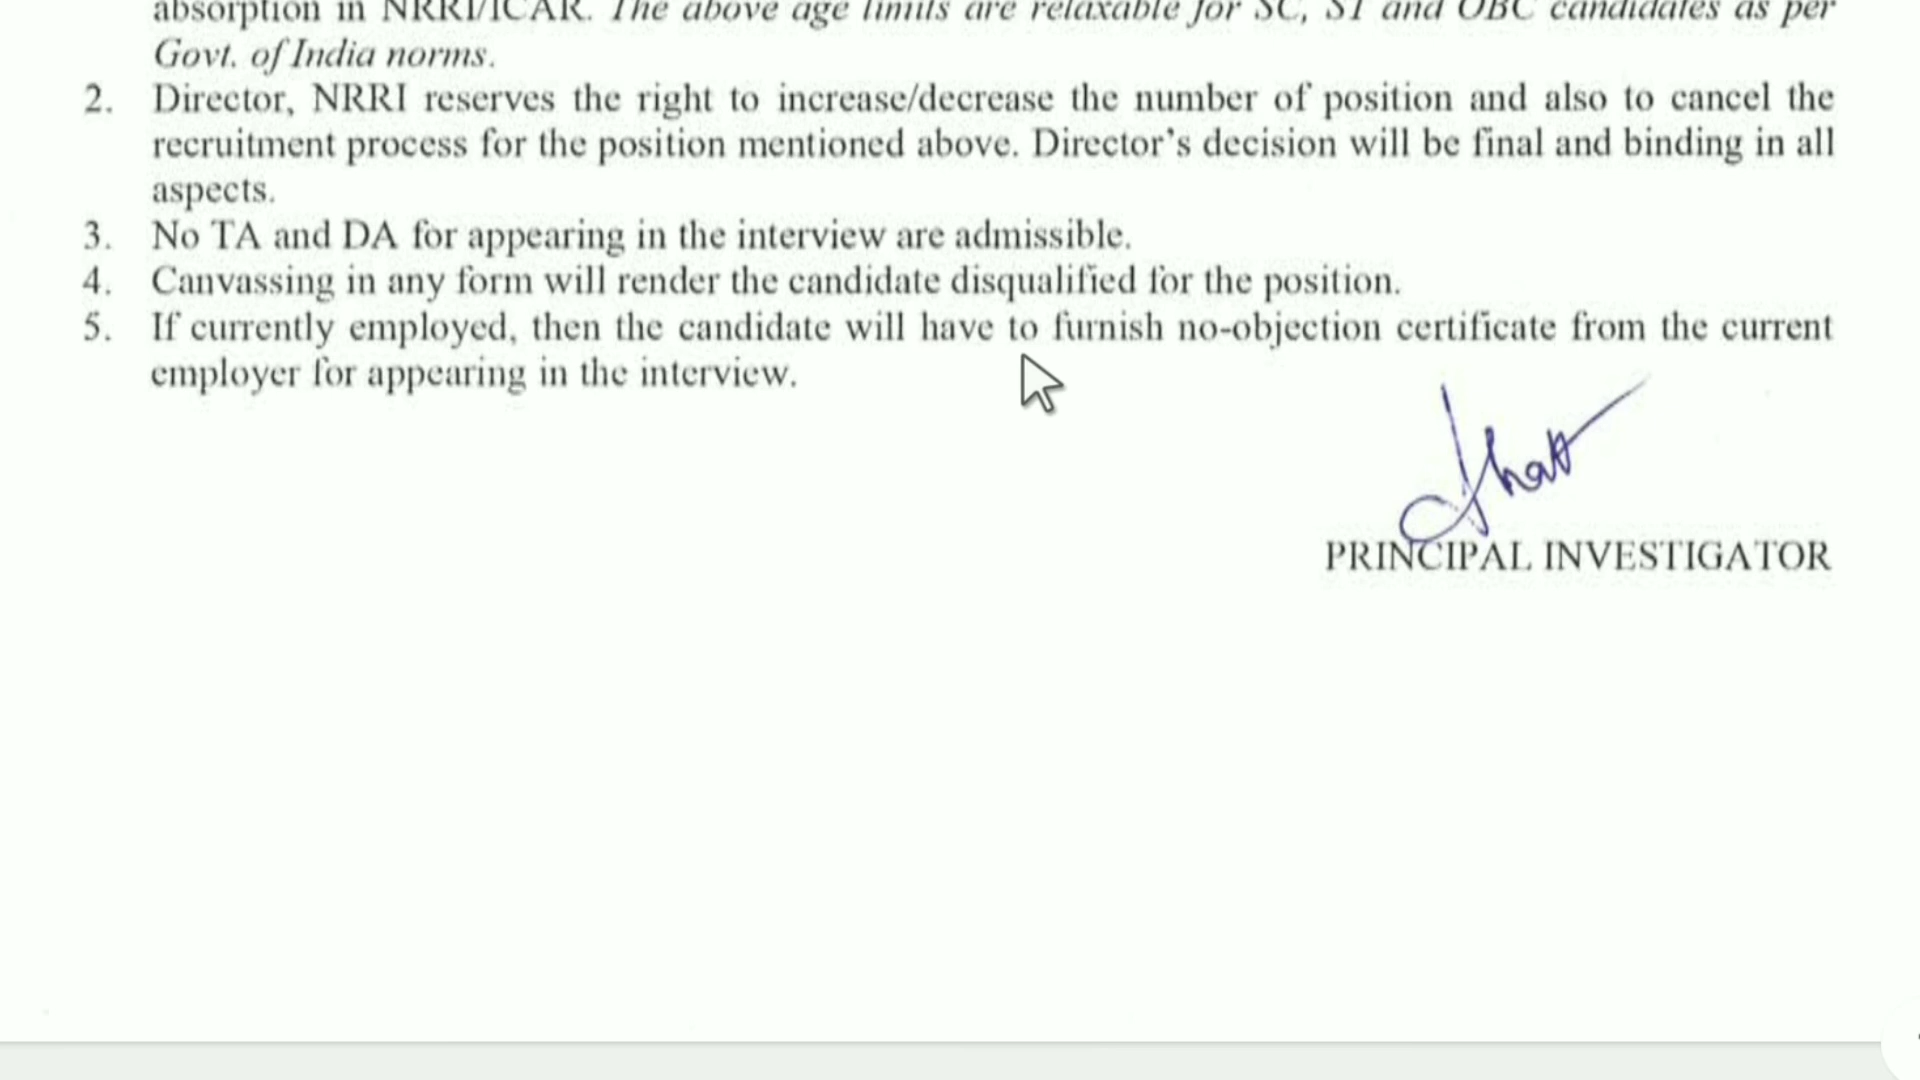 absorption in NRRI/ICAR. The above age limits are relaxable for SC, ST and OBC candidates as per
Govt. of India norms.
2. Director, NRRI reserves the right to increase/decrease the number of position and also to cancel the
recruitment process for the position mentioned above. Director's decision will be final and binding in all
aspects.
3. No TA and DA for appearing in the interview are admissible.
4. Canvassing in any form will render the candidate disqualified for the position.
5. If currently employed, then the candidate will have to furnish no-objection certificate from the current
employer for appearing in the interview.
PRINCIPAL INVESTIGATOR